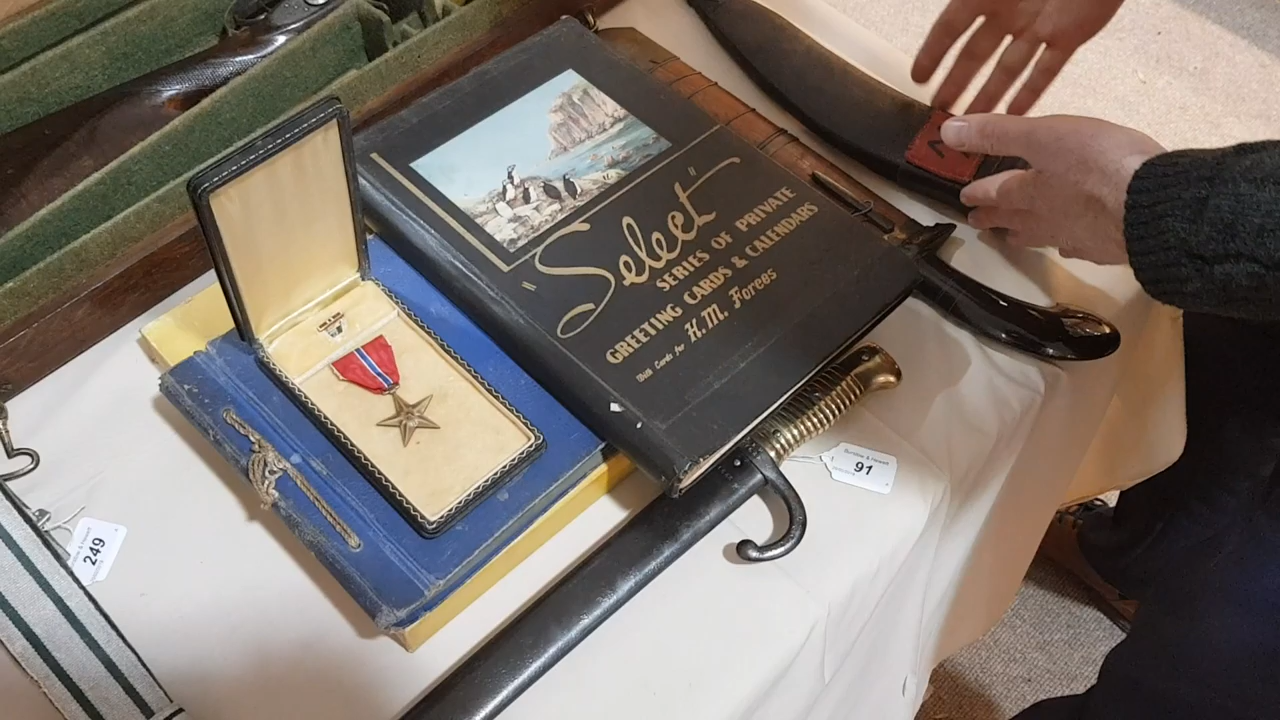 "Select"
SERIES OF PRIVATE
GREETING CARDS & CALENDARS
With Cards for H.M. Forces
91
249